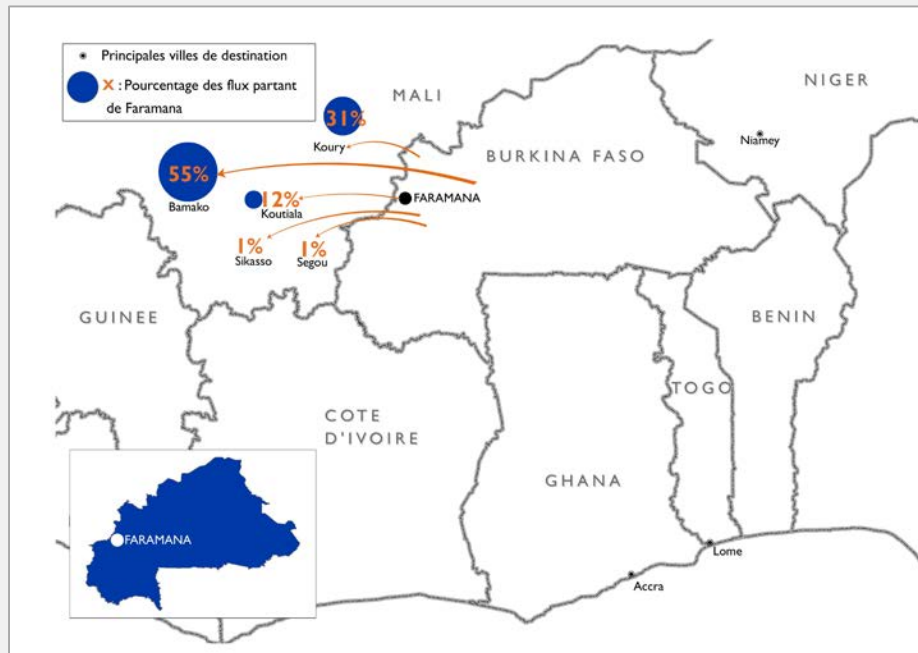 Principales villes de destination
X : Pourcentage des flux partant
de Faramana
MALI
NIGER
31%
Koury
Niamey
BURKINA FASO
55%
Bamako
12%
Koutiala
FARAMANA
1%
Sikasso
1%
Segou
GUINEE
BENIN
TOGO
COTE
D'IVOIRE
GHANA
FARAMANA
Lome
Accra